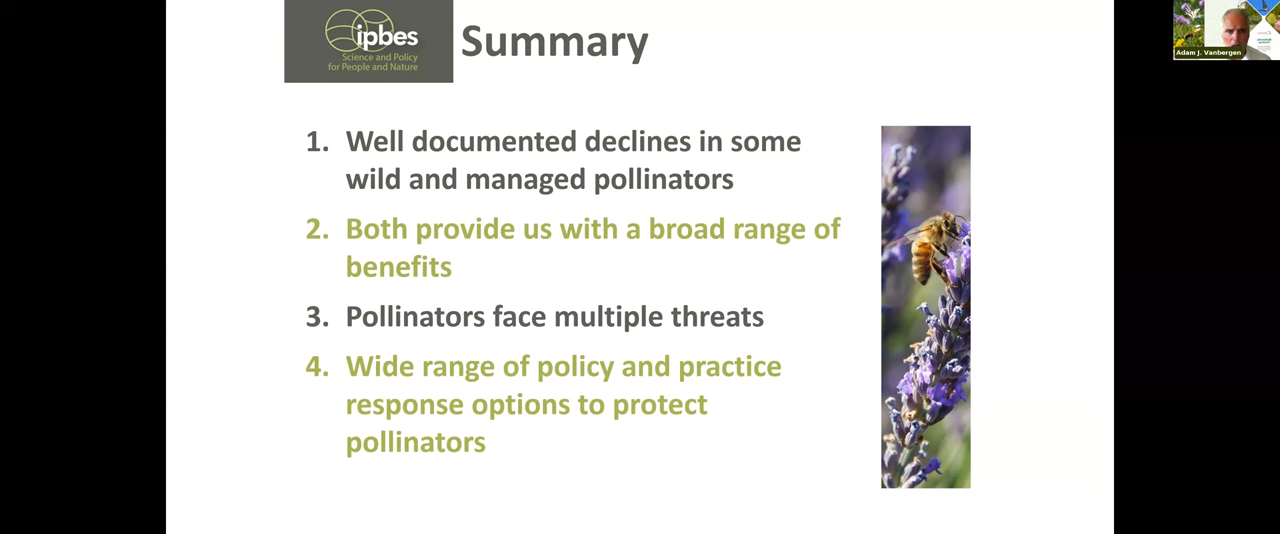 ipbes
Science and Policy
for People and Nature
Summary
1. Well documented declines in some
wild and managed pollinators
2. Both provide us with a broad range of
benefits
3. Pollinators face multiple threats
4. Wide range of policy and practice
response options to protect
pollinators
Adam J. Vanbergen